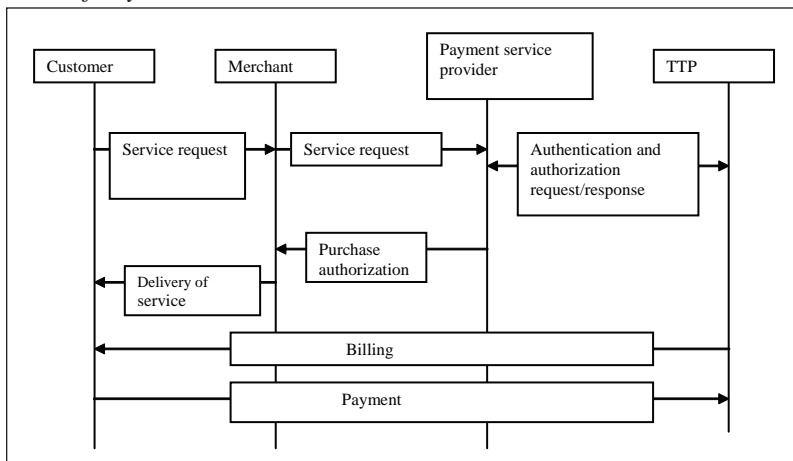 Customer
Merchant
Payment service
provider
TTP
Service request
Service request
Authentication and
authorization
request/response
Purchase
authorization
Delivery of
service
Billing
Payment